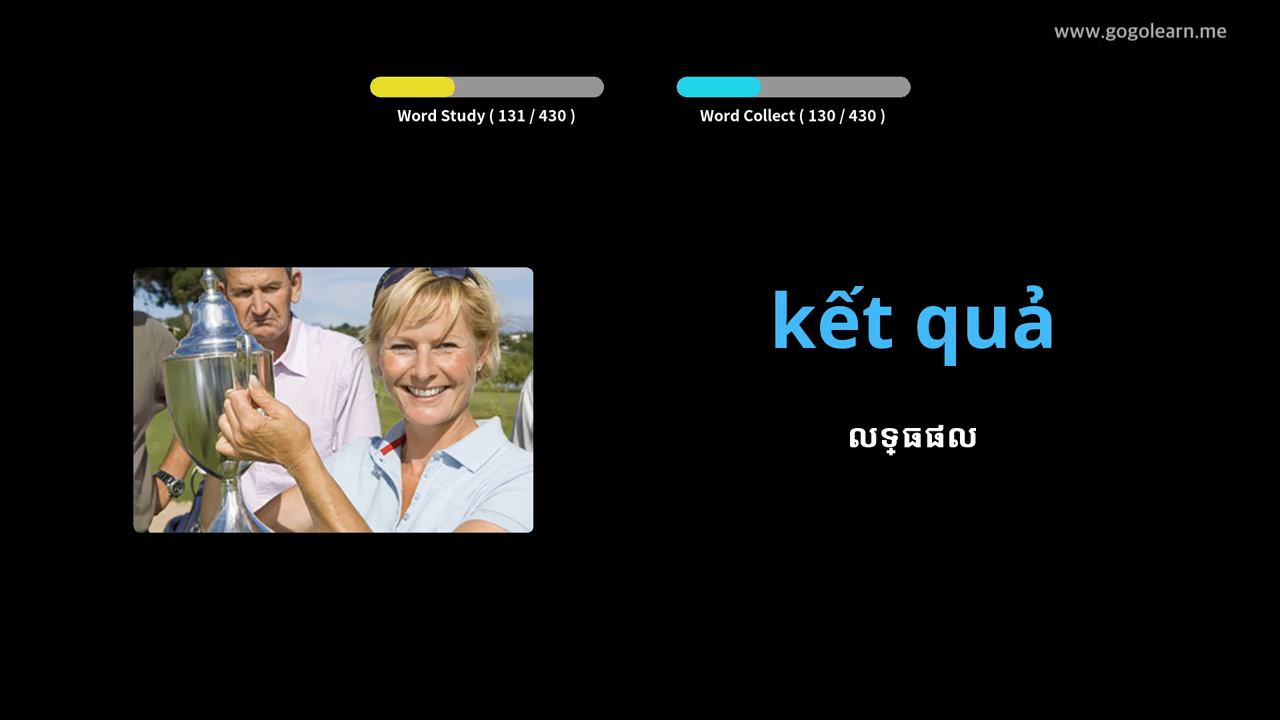 www.gogolearn.me
Word Study ( 131 / 430 )
Word Collect ( 130 / 430 )
kết quả
លទ្ធផល